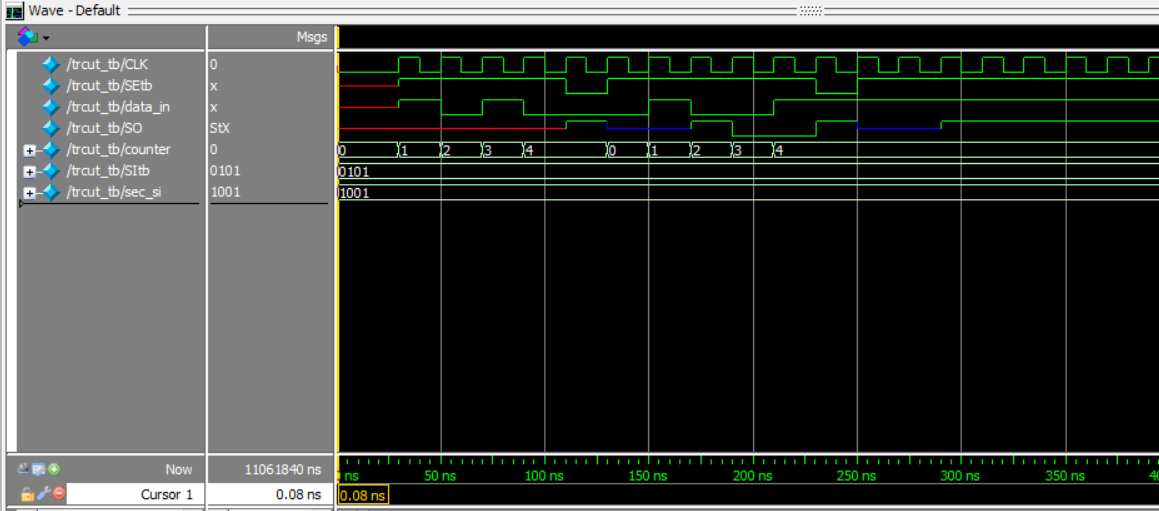 Wave - Default
Msgs
/trcut_tb/CLK 0
/trcut_tb/SEtb x
/trcut_tb/data_in x
/trcut_tb/SO StX
/trcut_tb/counter 0 0 1 2 3 4 0 1 2 3 4
/trcut_tb/SItb 0101 0101
/trcut_tb/sec_si 1001 1001
Now 11061840 ns ns 50 ns 100 ns 150 ns 200 ns 250 ns 300 ns 350 ns 40
Cursor 1 0.08 ns 0.08 ns